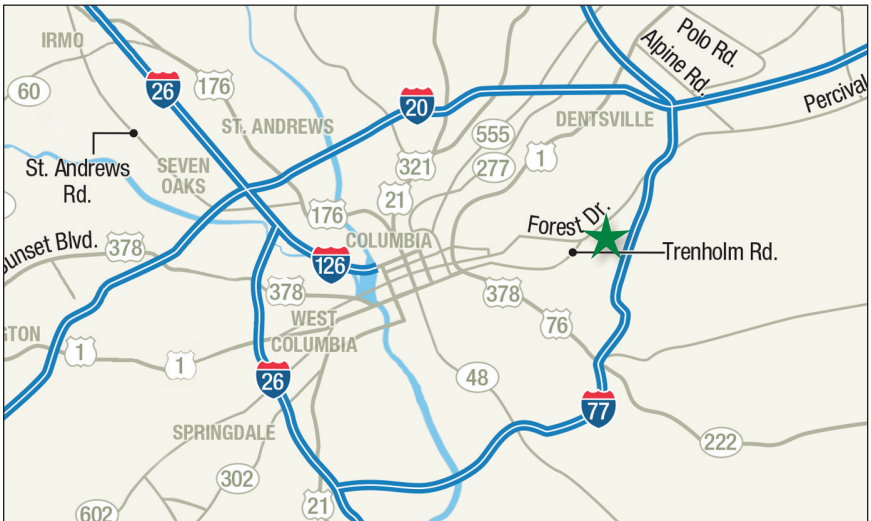 Polo Rd.
Alpine Rd.
IRMO
26
176
60
20
Percival
ST. ANDREWS
555
DENTSVILLE
St. Andrews
Rd.
SEVEN
OAKS
321
277
1
21
176
Forest Dr.
Sunset Blvd.
378
COLUMBIA
Trenholm Rd.
126
378
378
WEST
COLUMBIA
76
GTON
1
1
26
48
77
SPRINGDALE
222
302
21
602